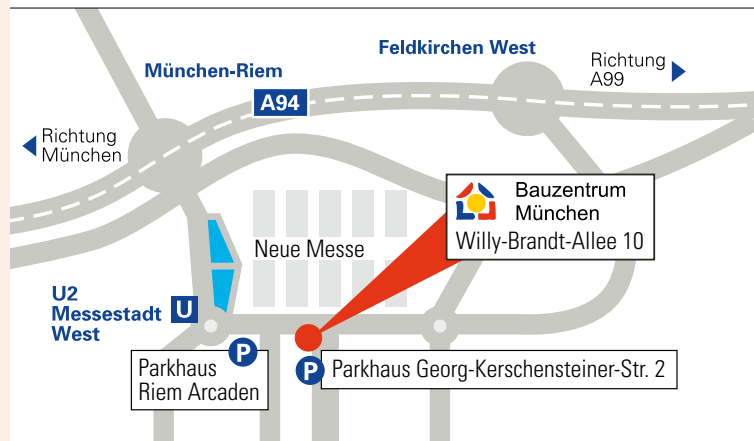 Feldkirchen West
München-Riem
Richtung
A99
A94
Richtung
München
Bauzentrum
München
Willy-Brandt-Allee 10
Neue Messe
U2
Messestadt
West
U
P
Parkhaus
Riem Arcaden
P
Parkhaus Georg-Kerschensteiner-Str. 2